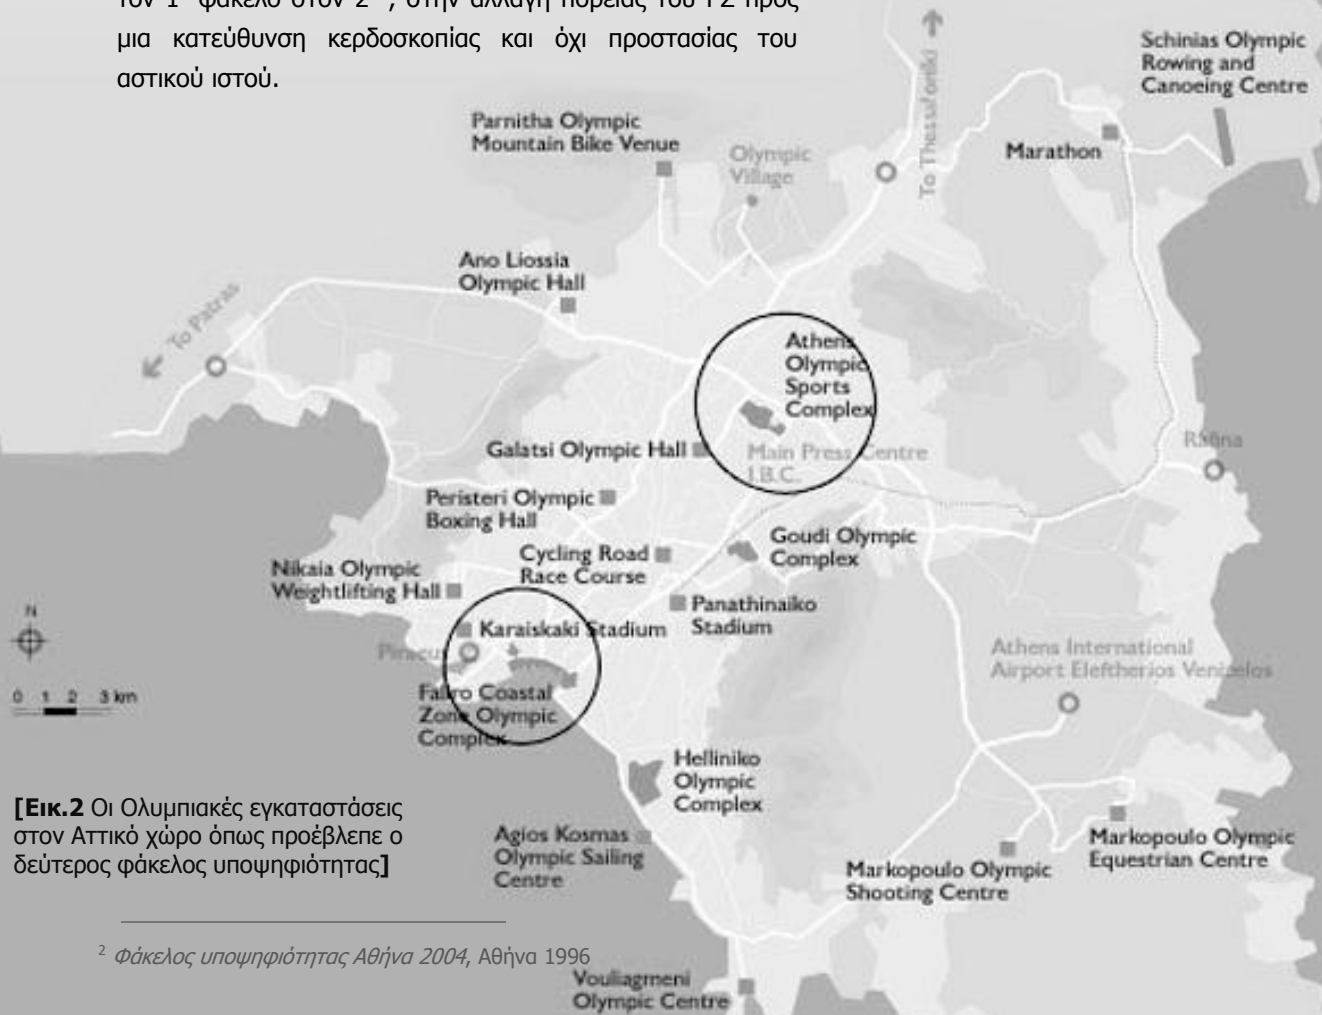 τον 1º φάκελο στον 2º, στην αλλαγή πορείας του ΡΣ προς
μια κατεύθυνση κερδοσκοπίας και όχι προστασίας του
αστικού ιστού.
Schinias Olympic
Rowing and
Canoeing Centre
To Thessaloniki
Parnitha Olympic
Mountain Bike Venue
Olympic
Village
Marathon
Ano Liossia
Olympic Hall
To Patras
Athens
Olympic
Sports
Complex
Galatsi Olympic Hall
Main Press Centre
I.B.C.
Rafina
Peristeri Olympic
Boxing Hall
Goudi Olympic
Complex
Cycling Road
Race Course
Nikaia Olympic
Weightlifting Hall
Panathinaiko
Stadium
N
Karaiskaki Stadium
Piraeus
Athens International
Airport Eleftherios Venizelos
0 1 2 3 km
Faliro Coastal
Zone Olympic
Complex
Helliniko
Olympic
Complex
[Εικ.2 Οι Ολυμπιακές εγκαταστάσεις
στον Αττικό χώρο όπως προέβλεπε ο
δεύτερος φάκελος υποψηφιότητας]
Agios Kosmas
Olympic Sailing
Centre
Markopoulo Olympic
Equestrian Centre
Markopoulo Olympic
Shooting Centre
2 Φάκελος υποψηφιότητας Αθήνα 2004, Αθήνα 1996
Vouliagmeni
Olympic Centre